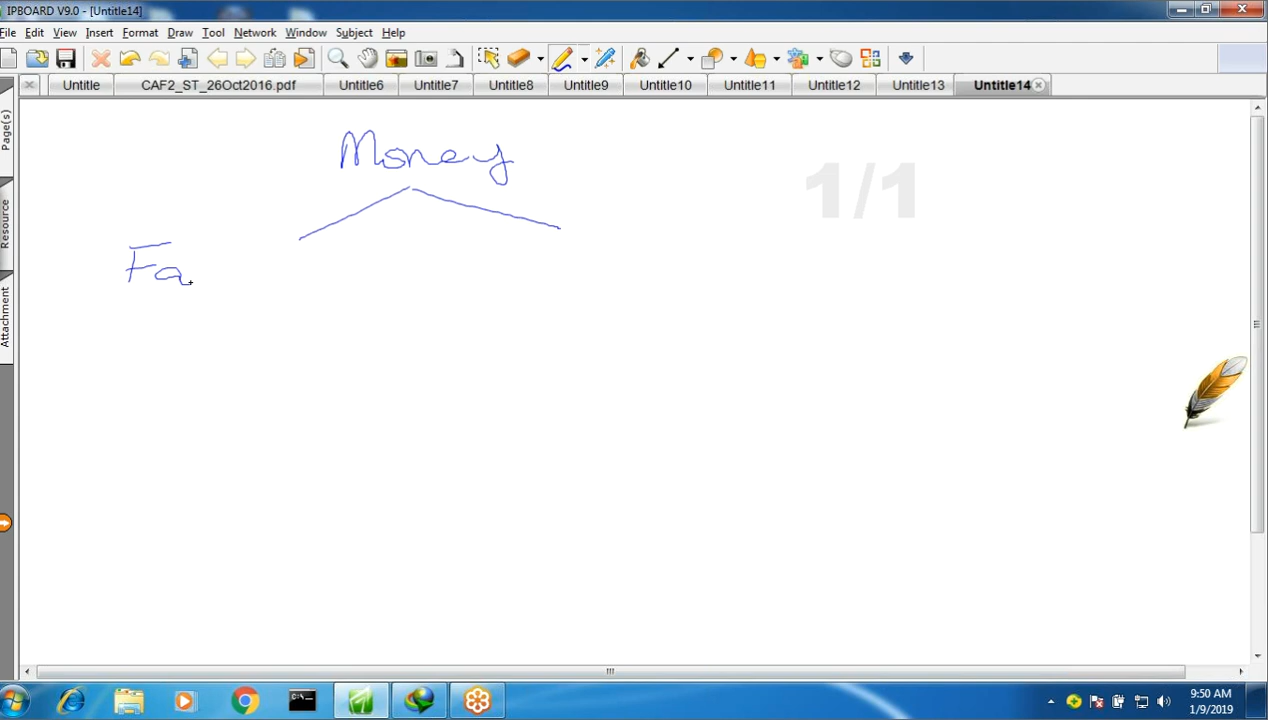 IPBOARD V9.0 - [Untitle14]
File Edit View Insert Format Draw Tool Network Window Subject Help
Untitle CAF2_ST_26Oct2016.pdf Untitle6 Untitle7 Untitle8 Untitle9 Untitle10 Untitle11 Untitle12 Untitle13 Untitle14
Page(s)
Resource
Attachment
Money
1/1
Fa
9:50 AM
1/9/2019